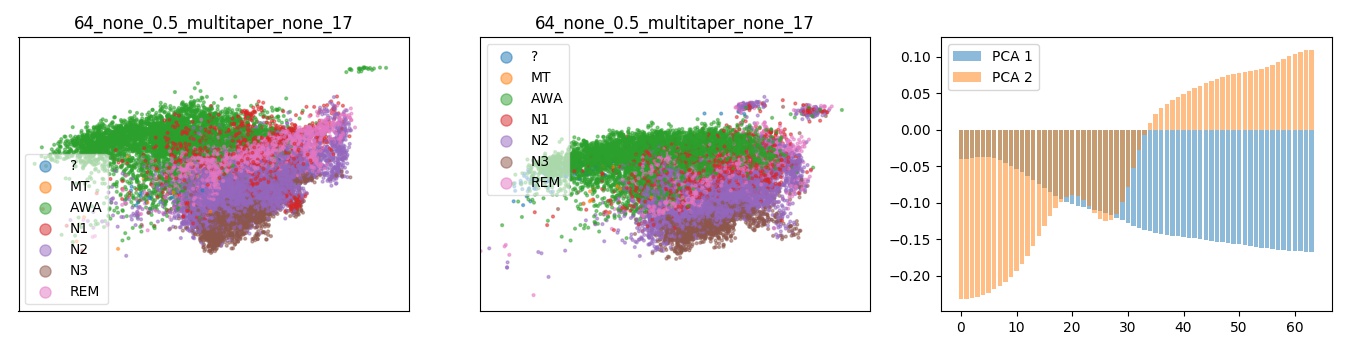 64_none_0.5_multitaper_none_17
?
MT
AWA
N1
N2
N3
REM
64_none_0.5_multitaper_none_17
?
MT
AWA
N1
N2
N3
REM
PCA 1
PCA 2
0.10
0.05
0.00
−0.05
−0.10
−0.15
−0.20
0 10 20 30 40 50 60